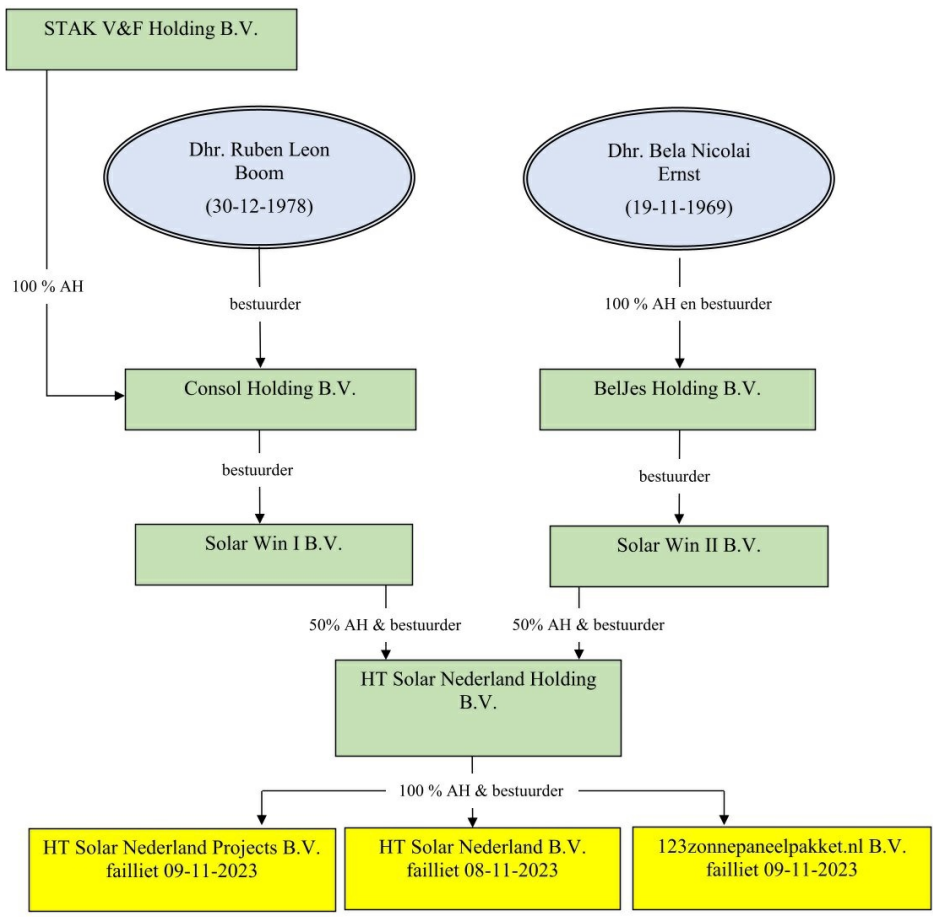 STAK V&F Holding B.V.
Dhr. Ruben Leon
Boom
(30-12-1978)
Dhr. Bela Nicolai
Ernst
(19-11-1969)
100 % AH
bestuurder
100 % AH en bestuurder
Consol Holding B.V.
BelJes Holding B.V.
bestuurder
bestuurder
Solar Win I B.V.
Solar Win II B.V.
50% AH & bestuurder
50% AH & bestuurder
HT Solar Nederland Holding
B.V.
100 % AH & bestuurder
HT Solar Nederland Projects B.V.
failliet 09-11-2023
HT Solar Nederland B.V.
failliet 08-11-2023
123zonnepaneelpakket.nl B.V.
failliet 09-11-2023